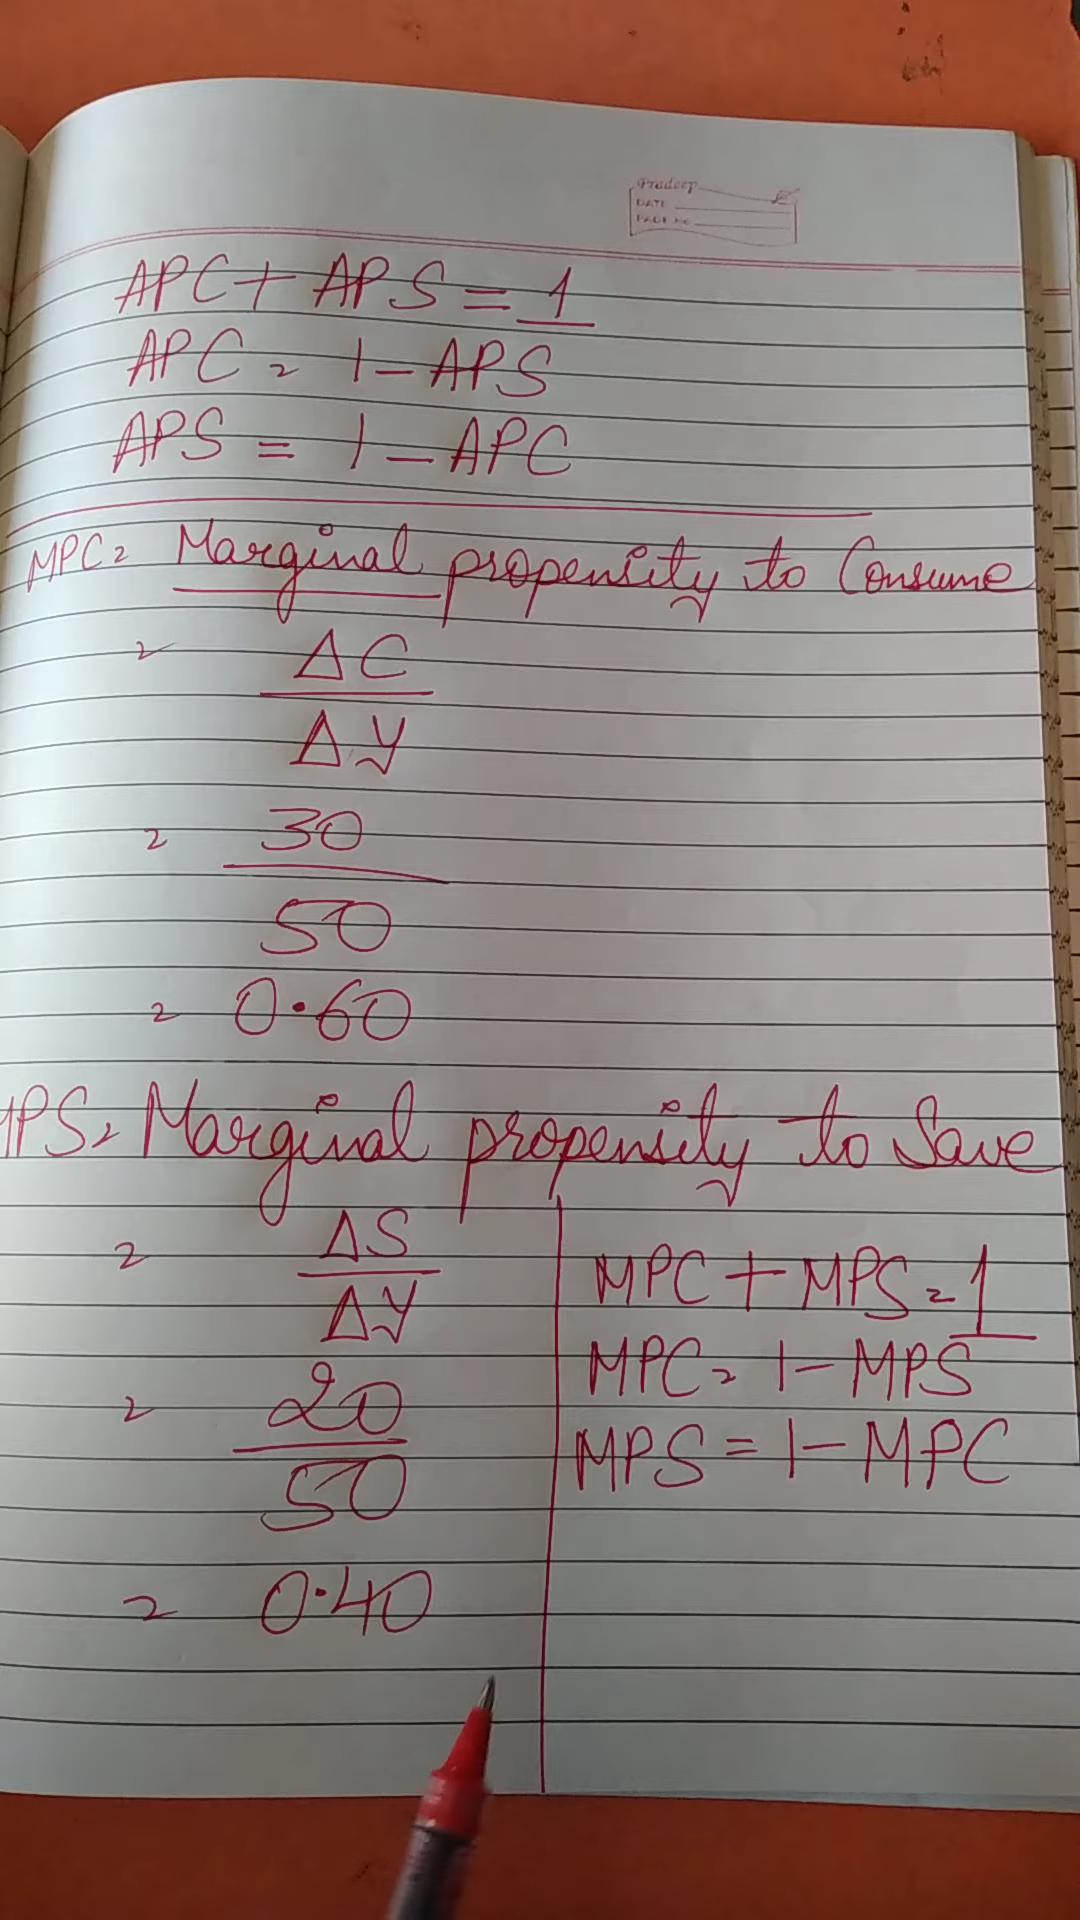 Pradeep
DATE
PAGE NO.
APC + APS = 1
APC = 1 - APS
APS = 1 - APC
MPC = Marginal propensity to Consume
= ΔC
ΔY
= 30
50
= 0.60
MPS = Marginal propensity to Save
= ΔS
ΔY
= 20
50
= 0.40
MPC + MPS = 1
MPC = 1 - MPS
MPS = 1 - MPC